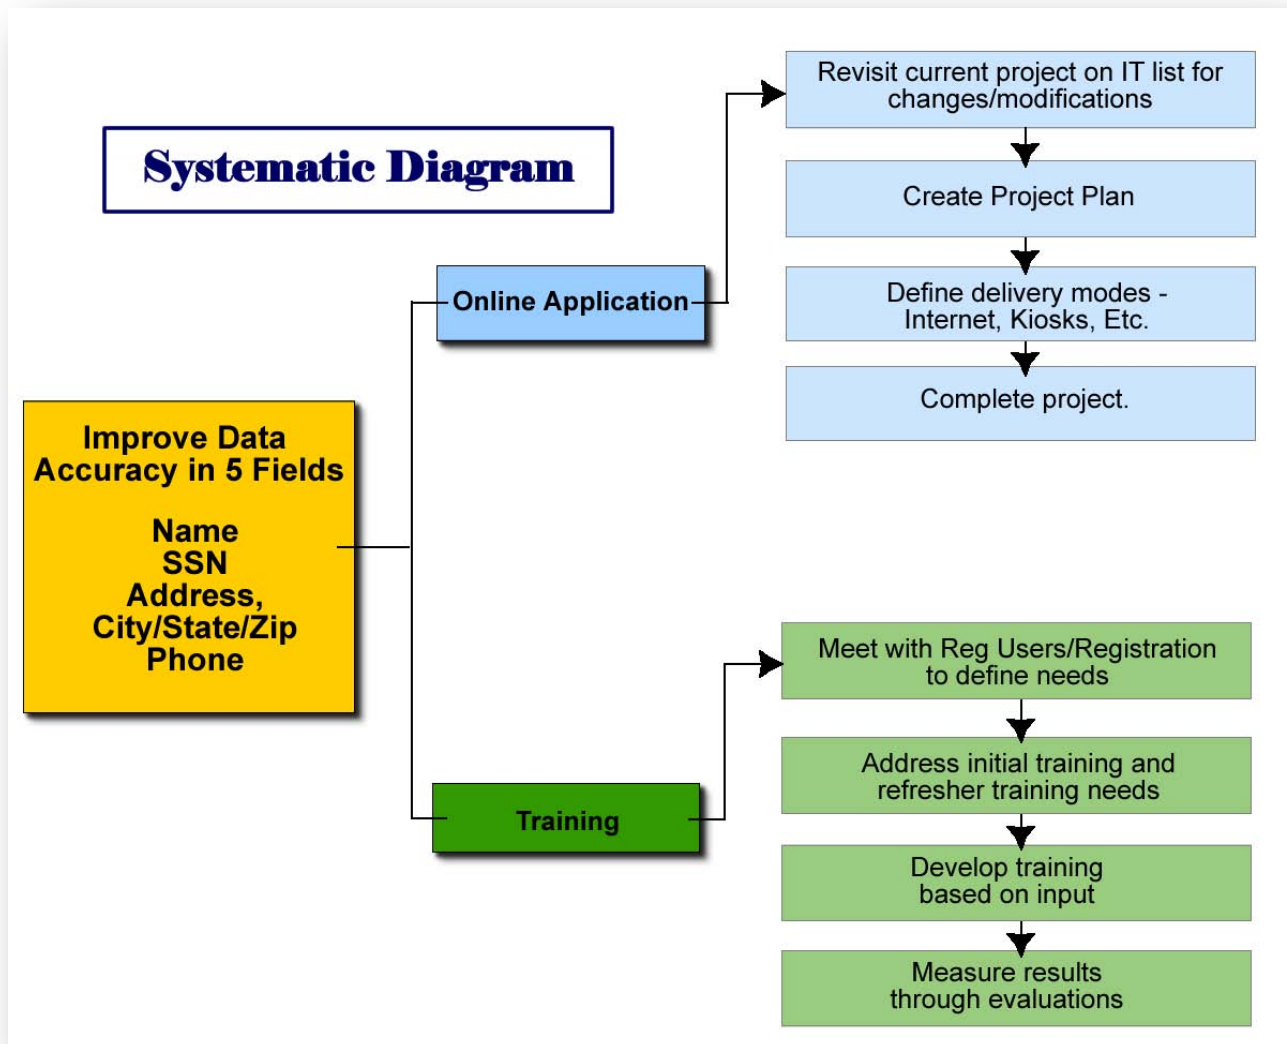 Systematic Diagram
Improve Data
Accuracy in 5 Fields
Name
SSN
Address,
City/State/Zip
Phone
Online Application
Revisit current project on IT list for
changes/modifications
Create Project Plan
Define delivery modes -
Internet, Kiosks, Etc.
Complete project.
Training
Meet with Reg Users/Registration
to define needs
Address initial training and
refresher training needs
Develop training
based on input
Measure results
through evaluations